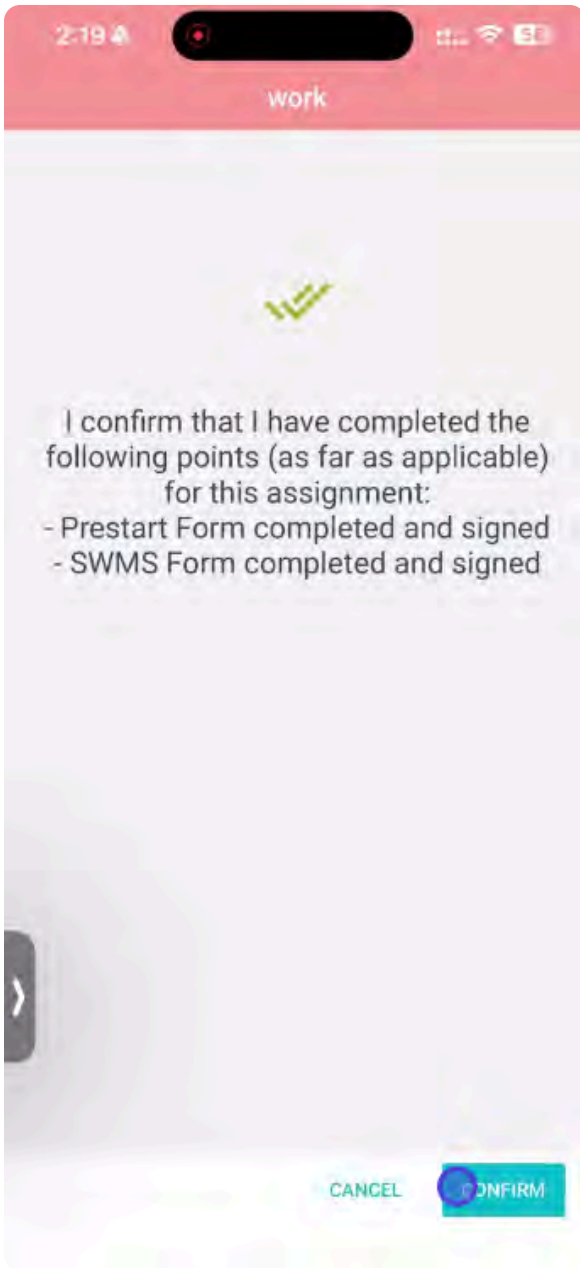 2:19
work
I confirm that I have completed the
following points (as far as applicable)
for this assignment:
- Prestart Form completed and signed
- SWMS Form completed and signed
CANCEL CONFIRM